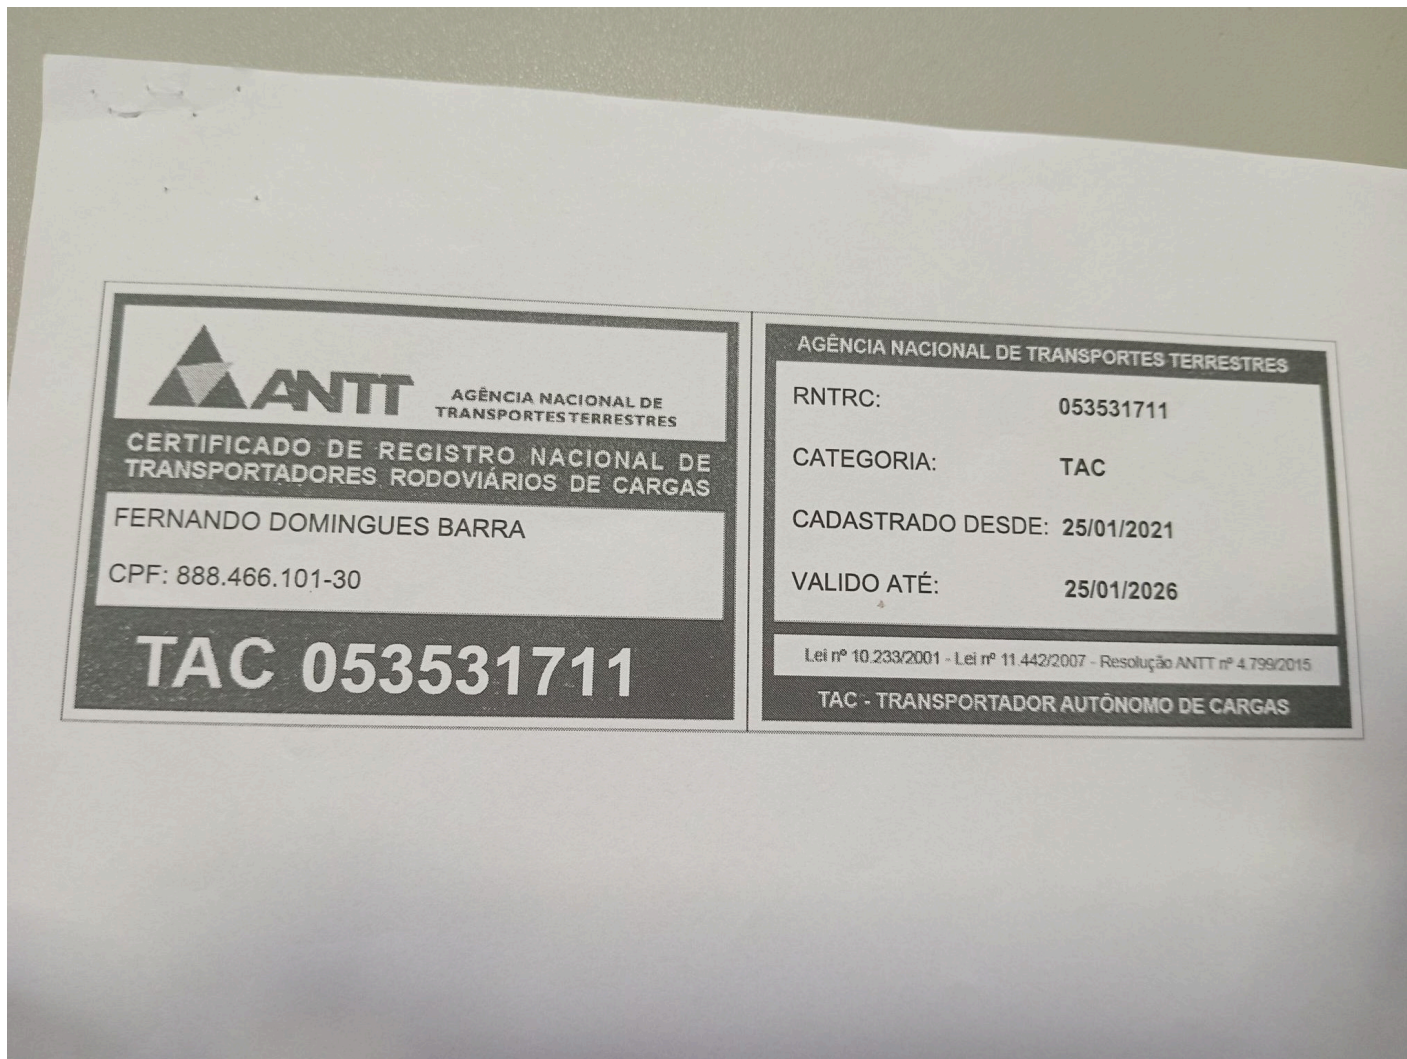 ANTT
AGÊNCIA NACIONAL DE
TRANSPORTES TERRESTRES
CERTIFICADO DE REGISTRO NACIONAL DE
TRANSPORTADORES RODOVIÁRIOS DE CARGAS
FERNANDO DOMINGUES BARRA
CPF: 888.466.101-30
TAC 053531711
AGÊNCIA NACIONAL DE TRANSPORTES TERRESTRES
RNTRC: 053531711
CATEGORIA: TAC
CADASTRADO DESDE: 25/01/2021
VALIDO ATÉ: 25/01/2026
Lei nº 10.233/2001 - Lei nº 11.442/2007 - Resolução ANTT nº 4.799/2015
TAC - TRANSPORTADOR AUTÔNOMO DE CARGAS